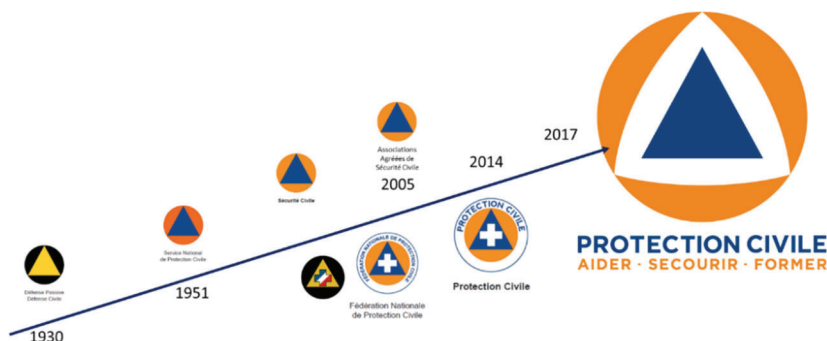 Défense Passive
Défense Civile
1930
Service National
de Protection Civile
1951
Sécurité Civile
Associations
Agréées de
Sécurité Civile
2005
FÉDÉRATION NATIONALE DE PROTECTION CIVILE
Fédération Nationale
de Protection Civile
2014
PROTECTION CIVILE
Protection Civile
2017
PROTECTION CIVILE
AIDER · SECOURIR · FORMER